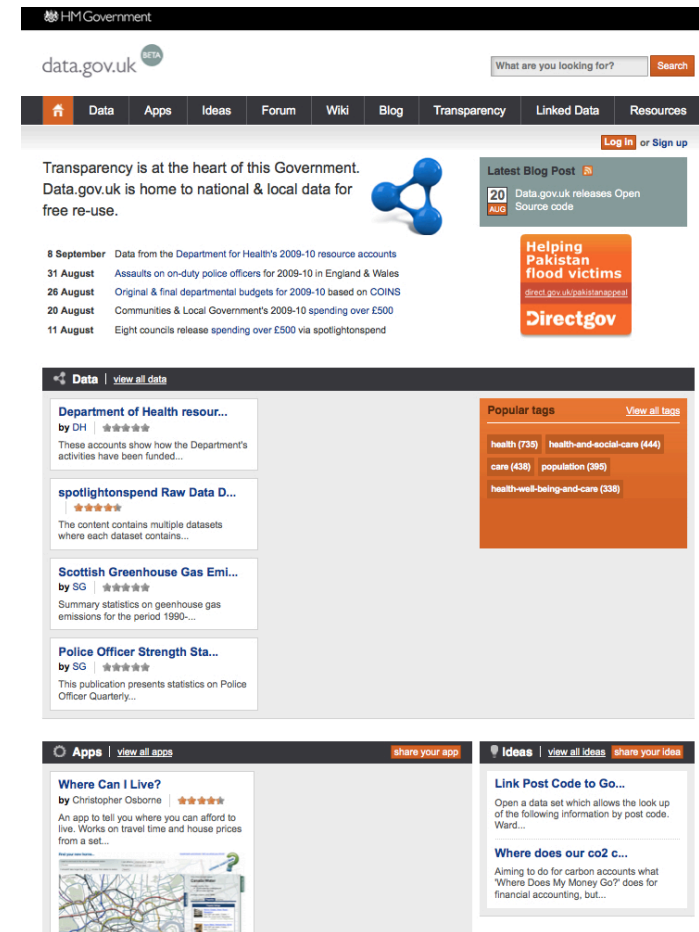 HM Government
data.gov.uk BETA
What are you looking for? Search
Data Apps Ideas Forum Wiki Blog Transparency Linked Data Resources
Log in or Sign up
Transparency is at the heart of this Government.
Data.gov.uk is home to national & local data for
free re-use.
8 September Data from the Department for Health's 2009-10 resource accounts
31 August Assaults on on-duty police officers for 2009-10 in England & Wales
26 August Original & final departmental budgets for 2009-10 based on COINS
20 August Communities & Local Government's 2009-10 spending over £500
11 August Eight councils release spending over £500 via spotlightonspend
Latest Blog Post
20 AUG
Data.gov.uk releases Open
Source code
Helping
Pakistan
flood victims
direct.gov.uk/pakistanappeal
Directgov
Data | view all data
Department of Health resour...
by DH
These accounts show how the Department's
activities have been funded...
spotlightonspend Raw Data D...
The content contains multiple datasets
where each dataset contains...
Scottish Greenhouse Gas Emi...
by SG
Summary statistics on geenhouse gas
emissions for the period 1990-...
Police Officer Strength Sta...
by SG
This publication presents statistics on Police
Officer Quarterly...
Popular tags View all tags
health (735) health-and-social-care (444)
care (438) population (395)
health-well-being-and-care (338)
Apps | view all apps share your app
Where Can I Live?
by Christopher Osborne
An app to tell you where you can afford to
live. Works on travel time and house prices
from a set...
Ideas | view all ideas share your idea
Link Post Code to Go...
Open a data set which allows the look up
of the following information by post code.
Ward...
Where does our co2 c...
Aiming to do for carbon accounts what
'Where Does My Money Go?' does for
financial accounting, but...